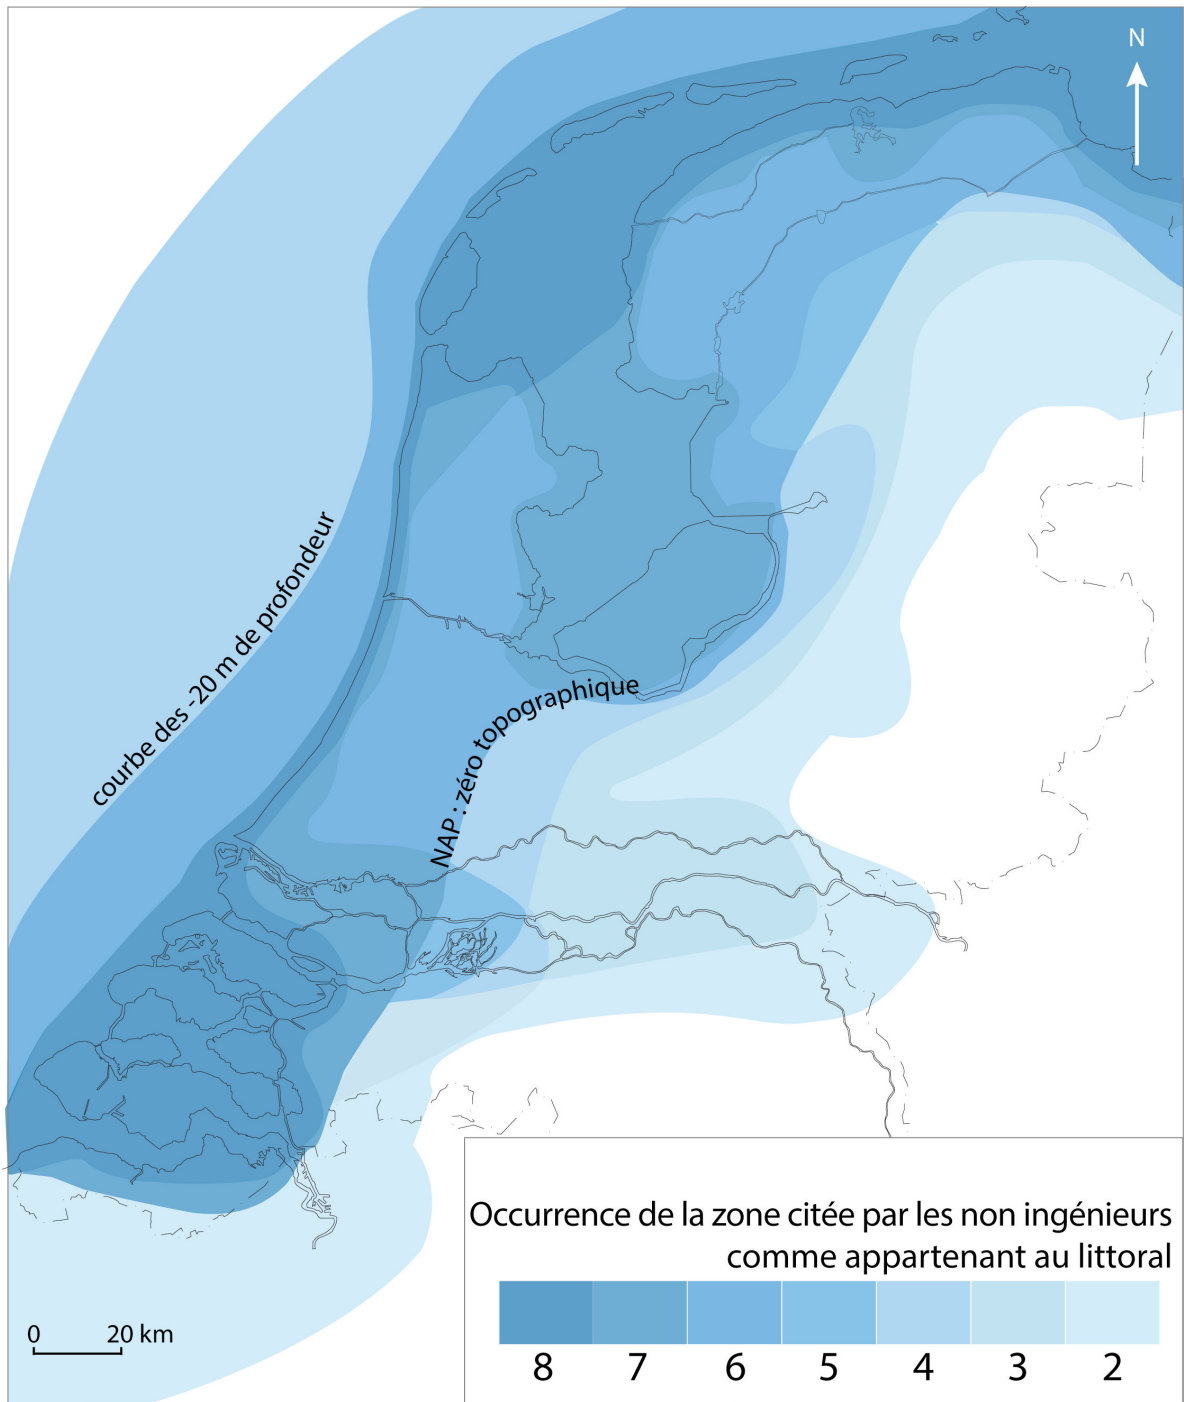 N
courbe des -20 m de profondeur
NAP : zéro topographique
Occurrence de la zone citée par les non ingénieurs
comme appartenant au littoral
0 20 km
8 7 6 5 4 3 2